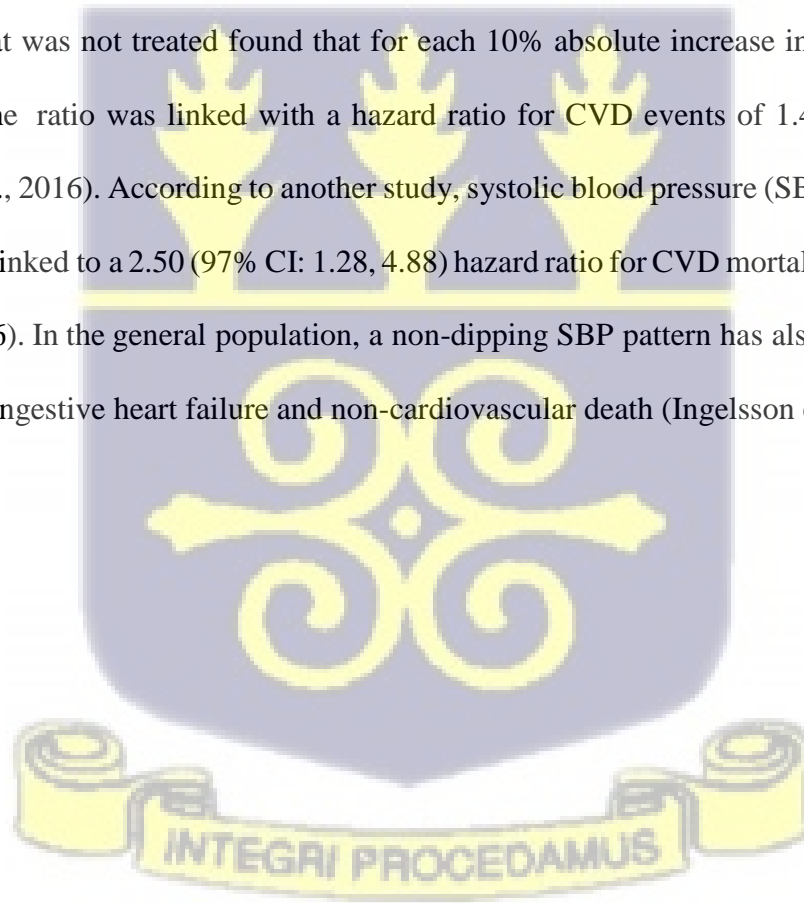 at was not treated found that for each 10% absolute increase in
ne ratio was linked with a hazard ratio for CVD events of 1.4
., 2016). According to another study, systolic blood pressure (SB
inked to a 2.50 (97% CI: 1.28, 4.88) hazard ratio for CVD mortal
6). In the general population, a non-dipping SBP pattern has als
ngestive heart failure and non-cardiovascular death (Ingelsson e
INTEGRI PROCEDAMUS